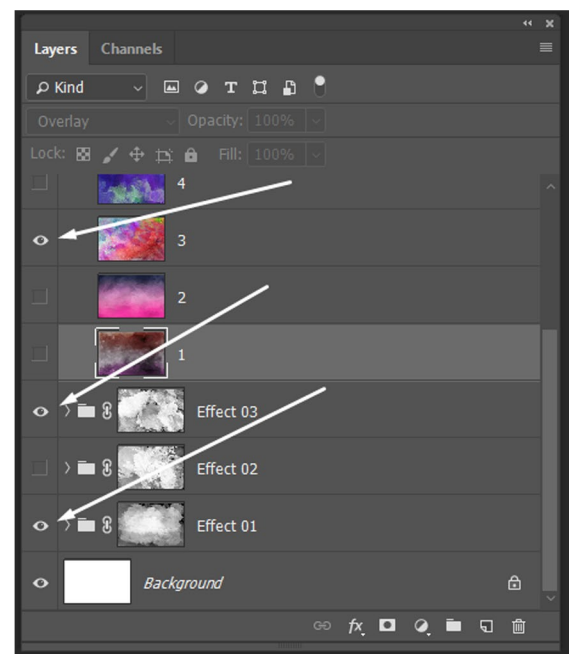 Layers Channels
Kind
Overlay Opacity: 100%
Lock: Fill: 100%
4
3
2
1
Effect 03
Effect 02
Effect 01
Background
fx